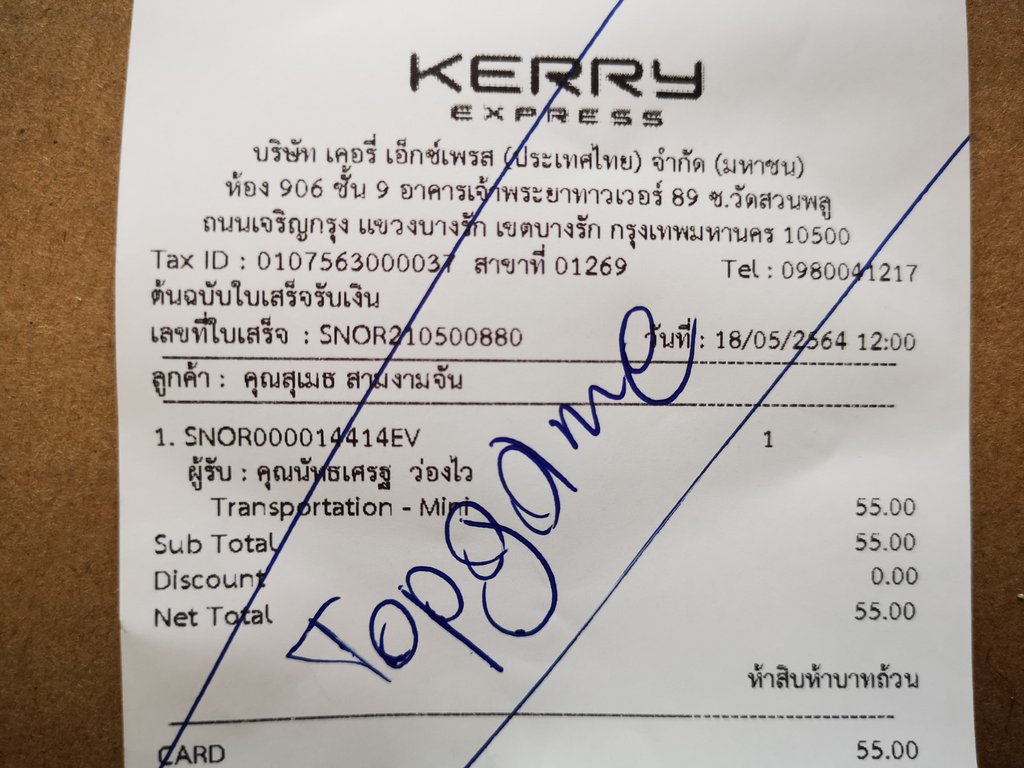 KERRY
EXPRESS
บริษัท เคอรี่ เอ็กซ์เพรส (ประเทศไทย) จำกัด (มหาชน)
ห้อง 906 ชั้น 9 อาคารเจ้าพระยาทาวเวอร์ 89 ซ.วัดสวนพลู
ถนนเจริญกรุง แขวงบางรัก เขตบางรัก กรุงเทพมหานคร 10500
Tax ID : 0107563000037 สาขาที่ 01269 Tel : 0980041217
ต้นฉบับใบเสร็จรับเงิน
เลขที่ใบเสร็จ : SNOR210500880 วันที่ : 18/05/2564 12:00
ลูกค้า : คุณสุเมธ สามงามจัน
1. SNOR000014414EV 1
ผู้รับ : คุณนัทธเศรฐ ว่องไว
Transportation - Mini 55.00
Sub Total 55.00
Discount 0.00
Net Total 55.00
Topgame
ห้าสิบห้าบาทถ้วน
CARD 55.00